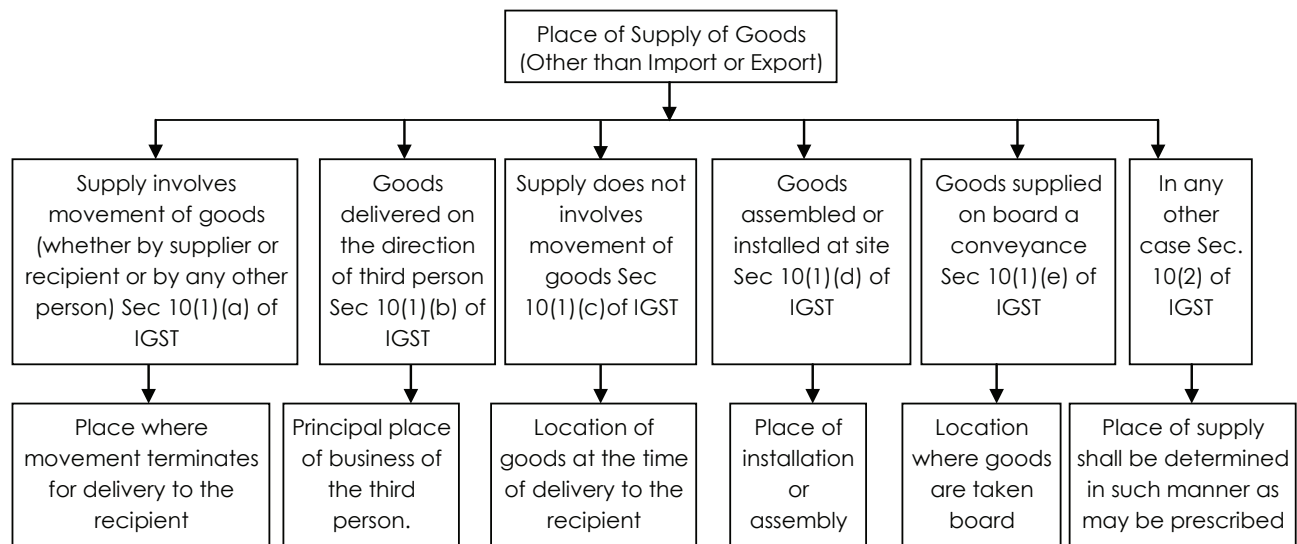 Place of Supply of Goods
(Other than Import or Export)
Supply involves
movement of goods
(whether by supplier or
recipient or by any other
person) Sec 10(1)(a) of
IGST
Goods
delivered on
the direction
of third person
Sec 10(1)(b) of
IGST
Supply does not
involves
movement of
goods Sec
10(1)(c)of IGST
Goods
assembled or
installed at site
Sec 10(1)(d) of
IGST
Goods supplied
on board a
conveyance
Sec 10(1)(e) of
IGST
In any
other
case Sec.
10(2) of
IGST
Place where
movement terminates
for delivery to the
recipient
Principal place
of business of
the third
person.
Location of
goods at the time
of delivery to the
recipient
Place of
installation
or
assembly
Location
where goods
are taken
board
Place of supply
shall be determined
in such manner as
may be prescribed